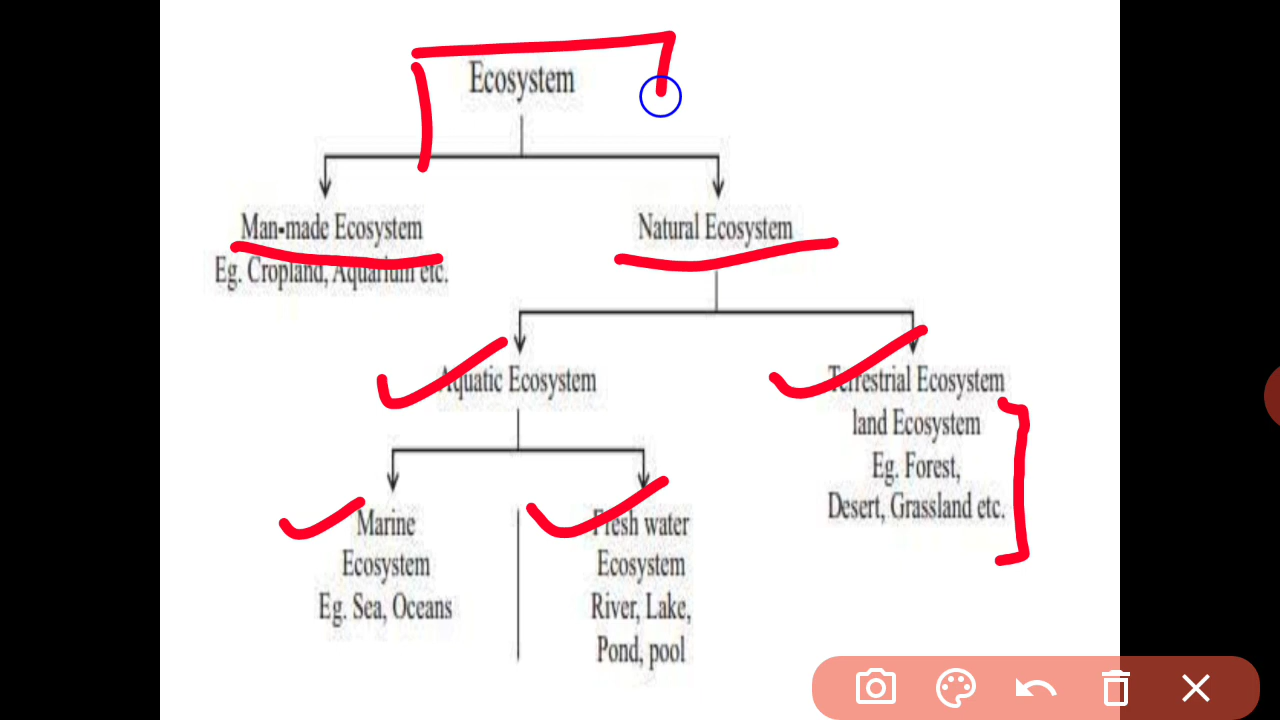 Ecosystem
Man-made Ecosystem
Eg. Cropland, Aquarium etc.
Natural Ecosystem
Aquatic Ecosystem
Terrestrial Ecosystem
land Ecosystem
Eg. Forest,
Desert, Grassland etc.
Marine
Ecosystem
Eg. Sea, Oceans
Fresh water
Ecosystem
River, Lake,
Pond, pool